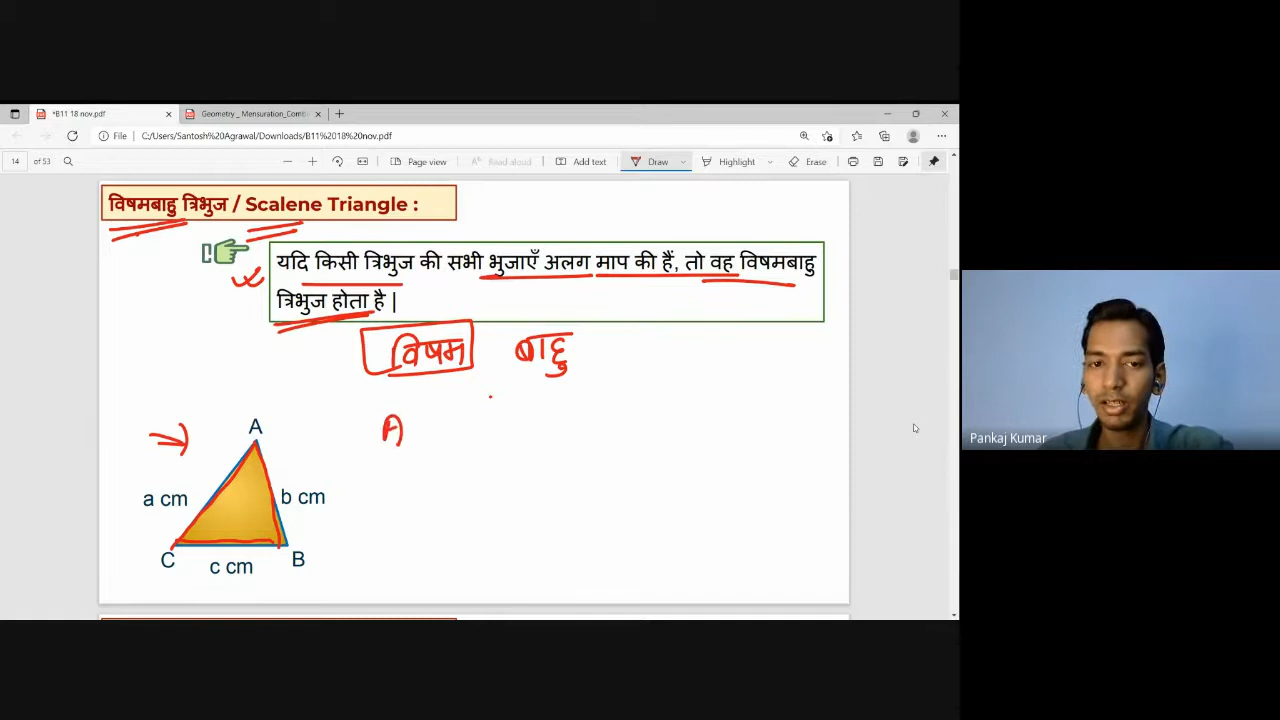 *B11 18 nov.pdf
Geometry _ Mensuration_Combi
File C:/Users/Santosh%20Agrawal/Downloads/B11%2018%20nov.pdf
14 of 53 Page view Read aloud Add text Draw Highlight Erase
विषमबाहु त्रिभुज / Scalene Triangle :
यदि किसी त्रिभुज की सभी भुजाएँ अलग माप की हैं, तो वह विषमबाहु
त्रिभुज होता है |
विषम बाहु
A
A
a cm b cm
C B
c cm
Pankaj Kumar